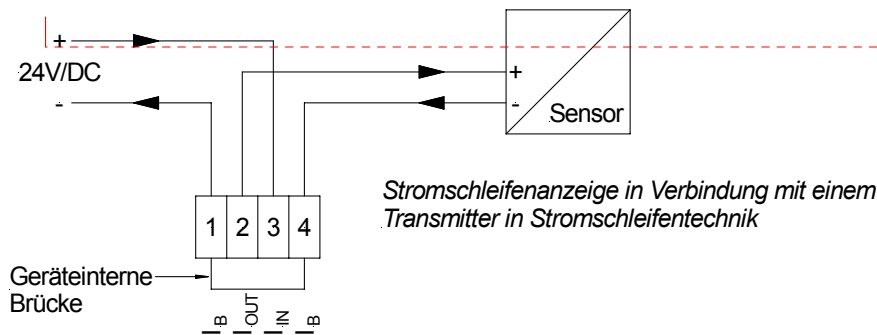 +
24V/DC
-
+
-
Sensor
Stromschleifenanzeige in Verbindung mit einem
Transmitter in Stromschleifentechnik
1 2 3 4
Geräteinterne
Brücke
I_B I_OUT I_IN I_B